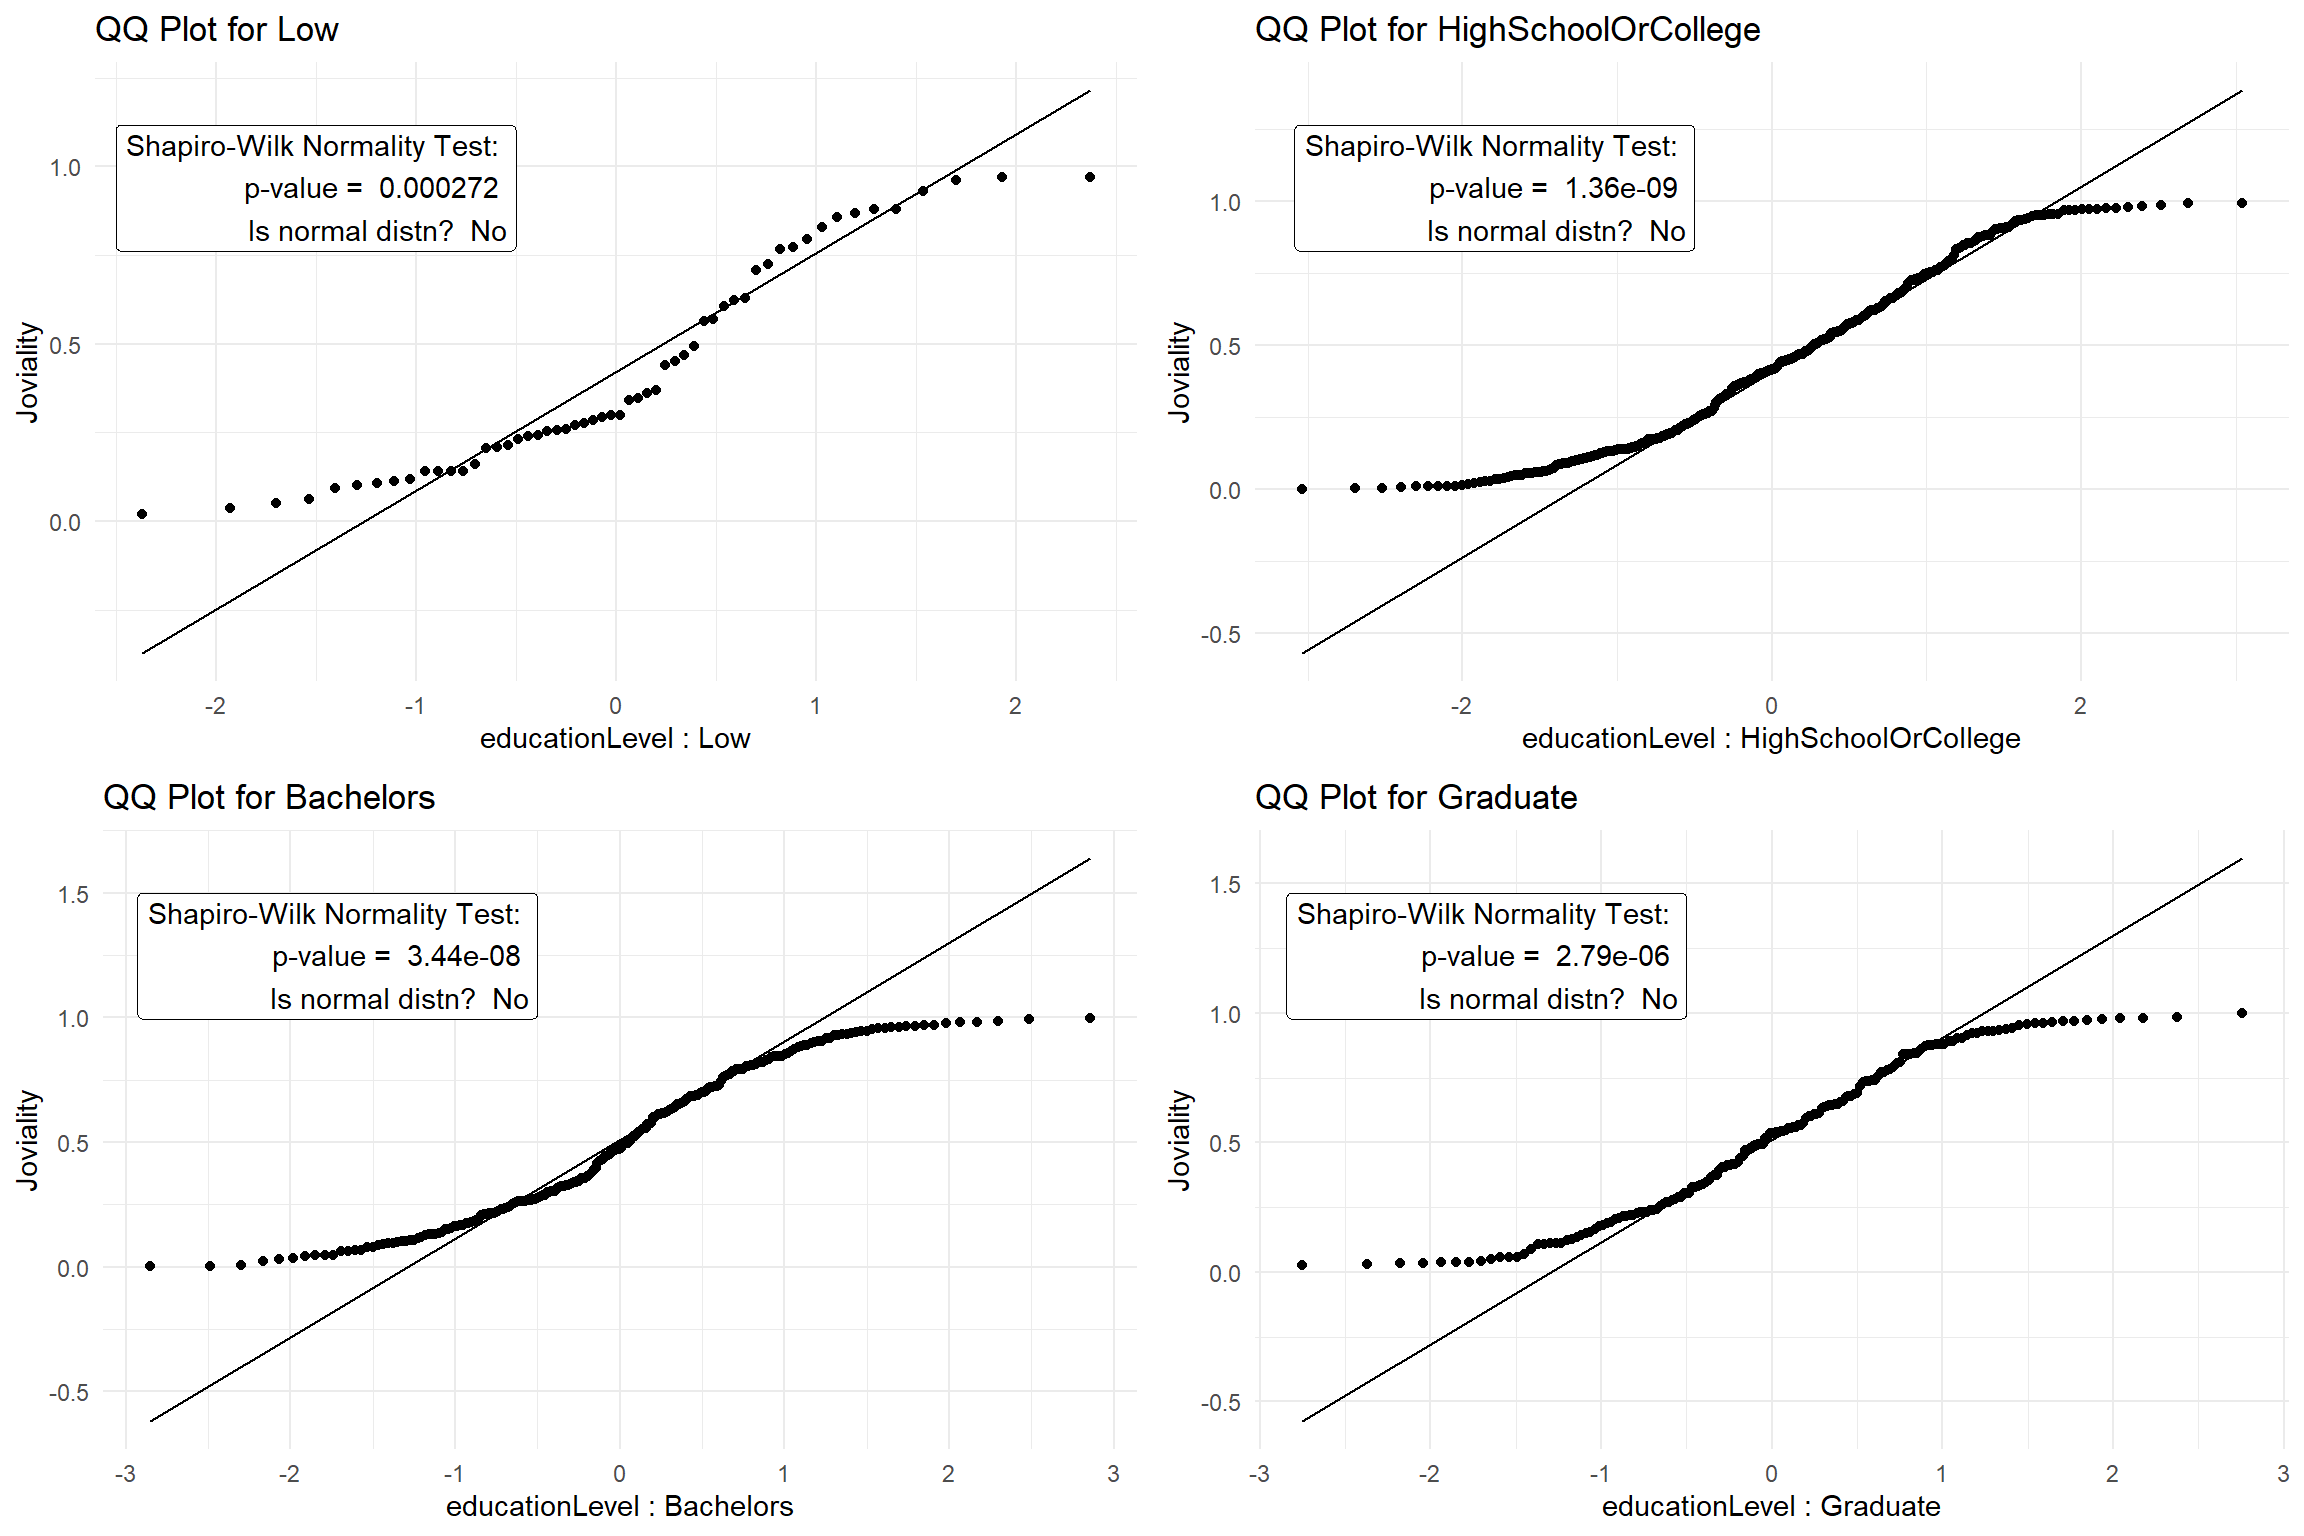 QQ Plot for Low
Shapiro-Wilk Normality Test:
p-value = 0.000272
Is normal distn? No
Joviality
1.0
0.5
0.0
-2
-1
0
1
2
educationLevel : Low
QQ Plot for HighSchoolOrCollege
Shapiro-Wilk Normality Test:
p-value = 1.36e-09
Is normal distn? No
Joviality
1.0
0.5
0.0
-0.5
-2
0
2
educationLevel : HighSchoolOrCollege
QQ Plot for Bachelors
Shapiro-Wilk Normality Test:
p-value = 3.44e-08
Is normal distn? No
Joviality
1.5
1.0
0.5
0.0
-0.5
-3
-2
-1
0
1
2
3
educationLevel : Bachelors
QQ Plot for Graduate
Shapiro-Wilk Normality Test:
p-value = 2.79e-06
Is normal distn? No
Joviality
1.5
1.0
0.5
0.0
-0.5
-3
-2
-1
0
1
2
3
educationLevel : Graduate